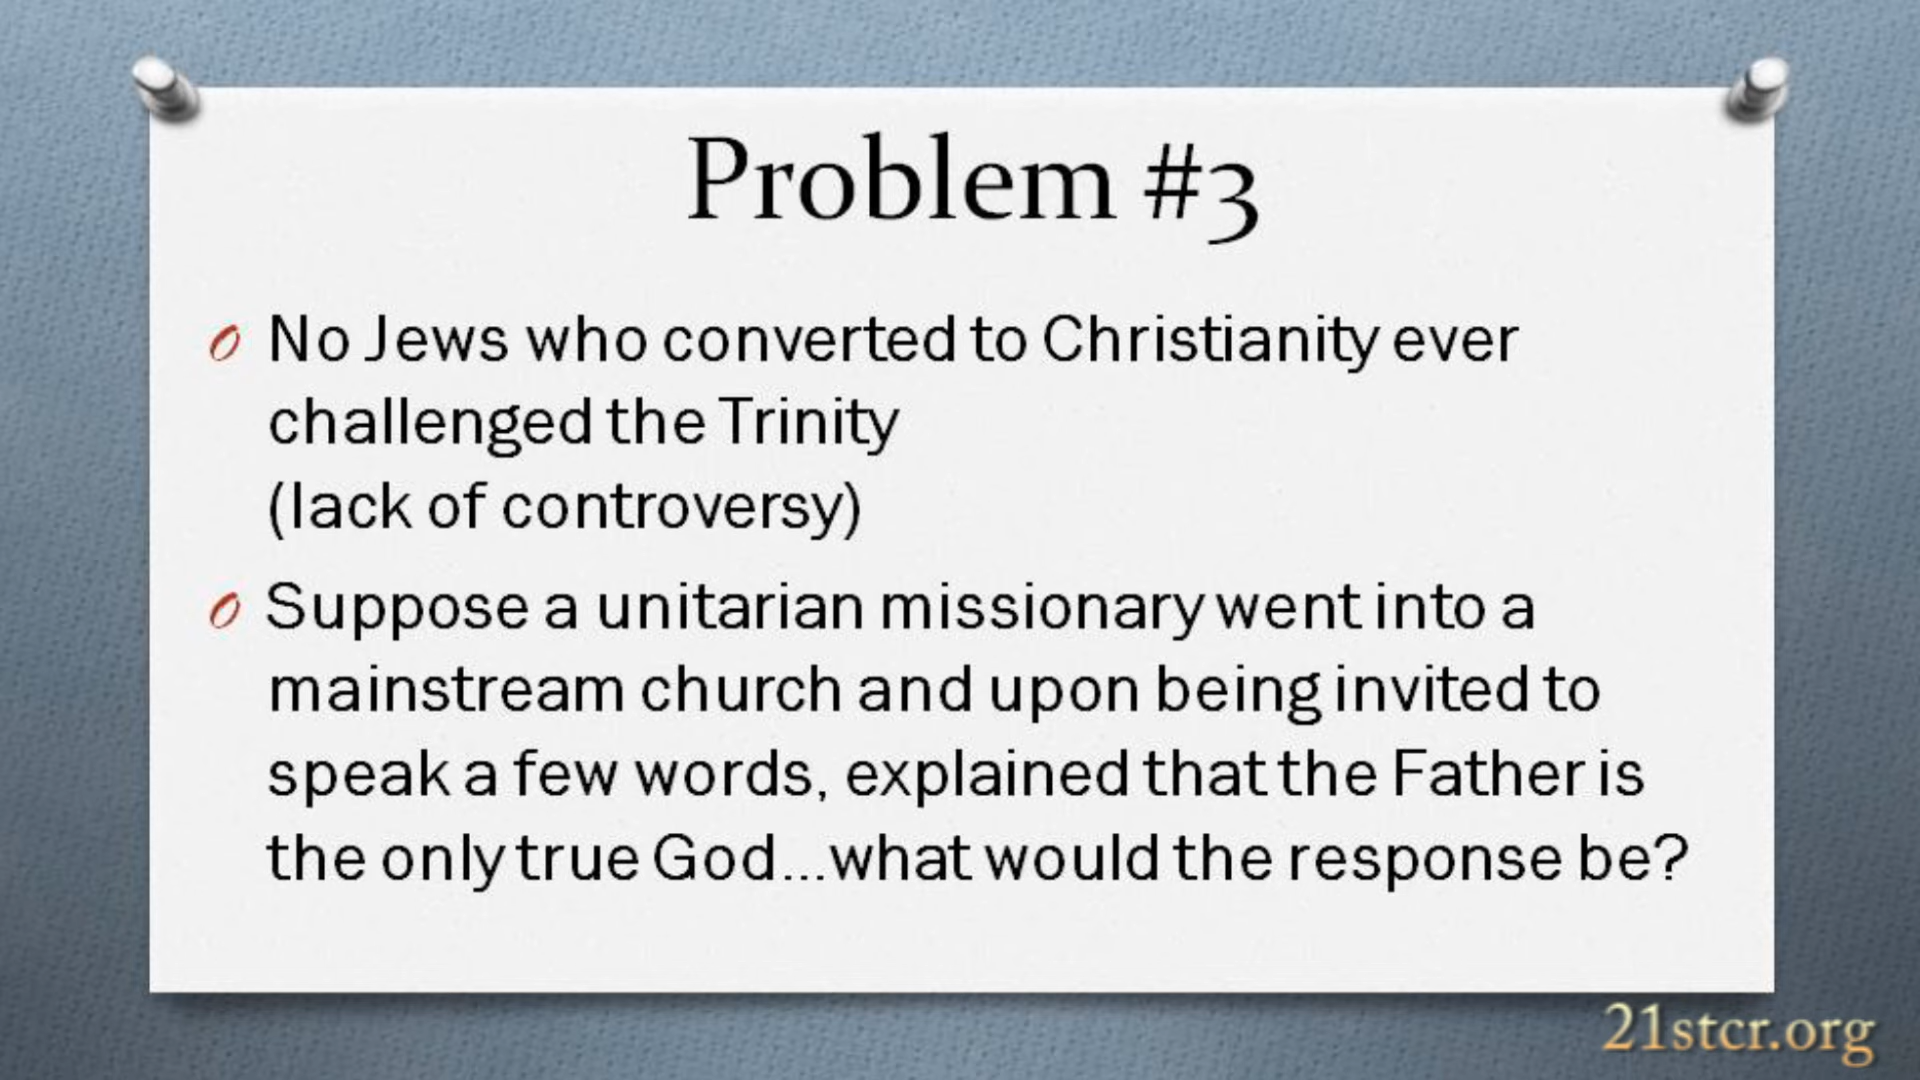 Problem #3
No Jews who converted to Christianity ever
challenged the Trinity
(lack of controversy)
Suppose a unitarian missionary went into a
mainstream church and upon being invited to
speak a few words, explained that the Father is
the only true God...what would the response be?
21stcr.org